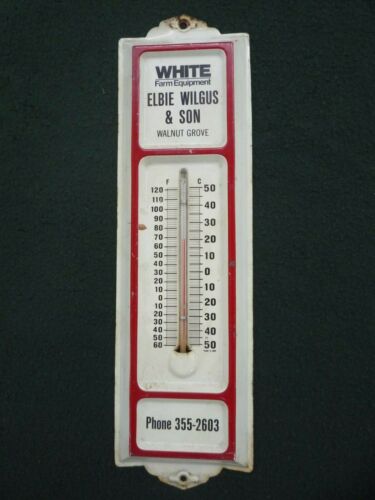 WHITE
Farm Equipment
ELBIE WILGUS
& SON
WALNUT GROVE
F C
120 50
110
100 40
90 30
80
70 20
60
50 10
40
30 0
20
10 10
0 20
10
20 30
30
40 40
50
60 50
Phone 355-2603